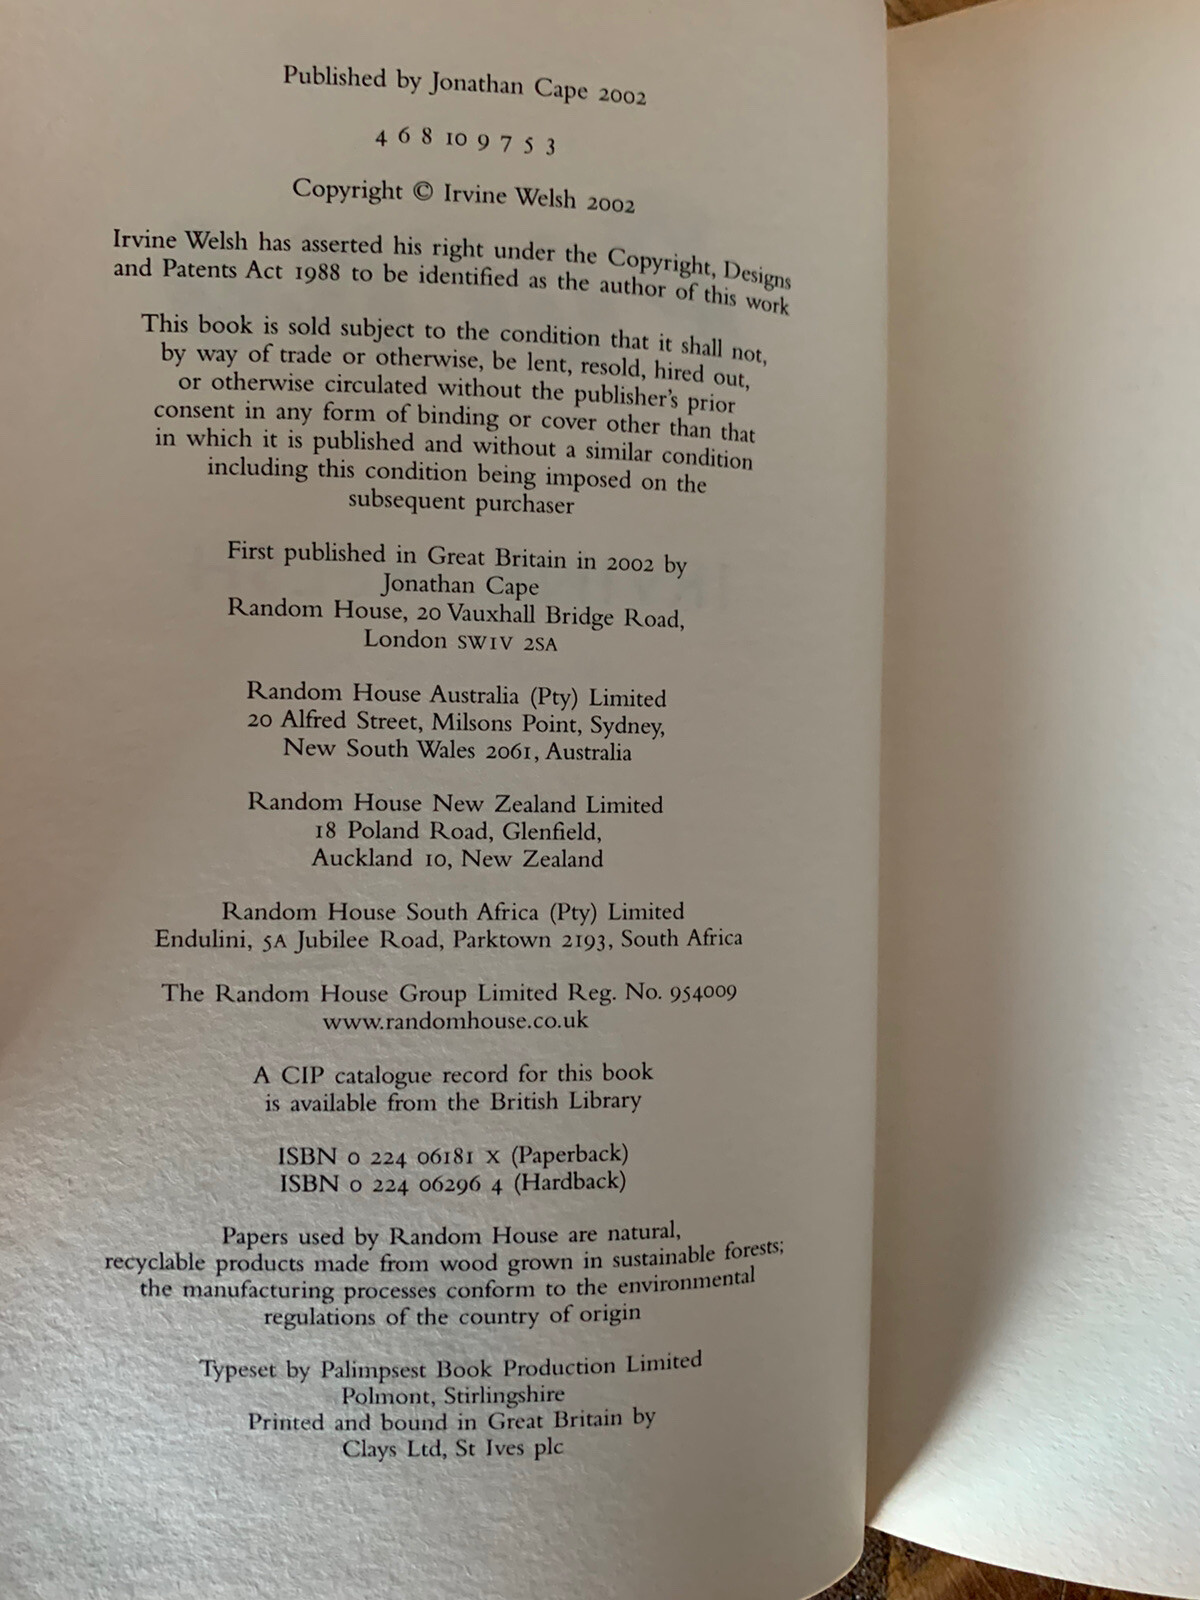 Published by Jonathan Cape 2002
4 6 8 10 9 7 5 3
Copyright © Irvine Welsh 2002
Irvine Welsh has asserted his right under the Copyright, Designs
and Patents Act 1988 to be identified as the author of this work
This book is sold subject to the condition that it shall not,
by way of trade or otherwise, be lent, resold, hired out,
or otherwise circulated without the publisher's prior
consent in any form of binding or cover other than that
in which it is published and without a similar condition
including this condition being imposed on the
subsequent purchaser
First published in Great Britain in 2002 by
Jonathan Cape
Random House, 20 Vauxhall Bridge Road,
London SW1V 2SA
Random House Australia (Pty) Limited
20 Alfred Street, Milsons Point, Sydney,
New South Wales 2061, Australia
Random House New Zealand Limited
18 Poland Road, Glenfield,
Auckland 10, New Zealand
Random House South Africa (Pty) Limited
Endulini, 5A Jubilee Road, Parktown 2193, South Africa
The Random House Group Limited Reg. No. 954009
www.randomhouse.co.uk
A CIP catalogue record for this book
is available from the British Library
ISBN 0 224 06181 X (Paperback)
ISBN 0 224 06296 4 (Hardback)
Papers used by Random House are natural,
recyclable products made from wood grown in sustainable forests;
the manufacturing processes conform to the environmental
regulations of the country of origin
Typeset by Palimpsest Book Production Limited
Polmont, Stirlingshire
Printed and bound in Great Britain by
Clays Ltd, St Ives plc